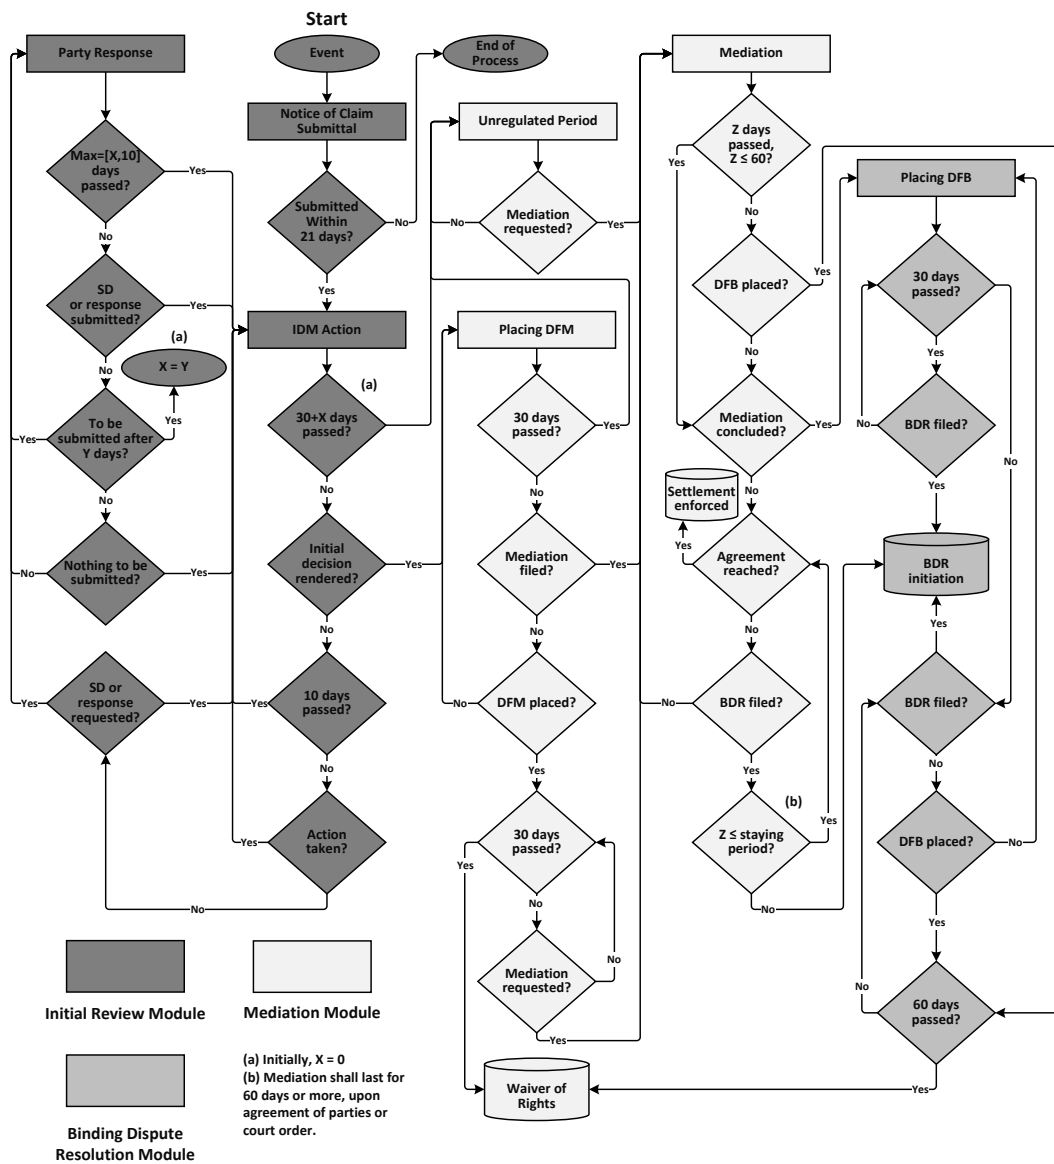 Start
Party Response
Event
End of
Process
Mediation
Notice of Claim
Submittal
Unregulated Period
Max=[X,10]
days
passed?
Yes
No
Submitted
Within
21 days?
No
Yes
Mediation
requested?
No
Yes
Z days
passed,
Z ≤ 60?
Yes
No
Placing DFB
SD
or response
submitted?
Yes
No
DFB placed?
Yes
No
30 days
passed?
Yes
No
(a)
X = Y
IDM Action
Placing DFM
To be
submitted after
Y days?
Yes
Yes
No
(a)
30+X days
passed?
No
30 days
passed?
No
Mediation
concluded?
Yes
No
BDR filed?
No
Yes
Settlement
enforced
Yes
Nothing to be
submitted?
No
Yes
Initial
decision
rendered?
Yes
No
Mediation
filed?
Yes
No
Agreement
reached?
BDR
initiation
Yes
SD or
response
requested?
Yes
Yes
Yes
10 days
passed?
No
DFM placed?
No
Yes
BDR filed?
No
Yes
BDR filed?
No
Action
taken?
Yes
No
30 days
passed?
Yes
No
(b)
Z ≤ staying
period?
Yes
No
DFB placed?
No
Yes
Mediation
requested?
No
Yes
60 days
passed?
No
Yes
Waiver of
Rights
Initial Review Module
Mediation Module
Binding Dispute
Resolution Module
(a) Initially, X = 0
(b) Mediation shall last for
60 days or more, upon
agreement of parties or
court order.